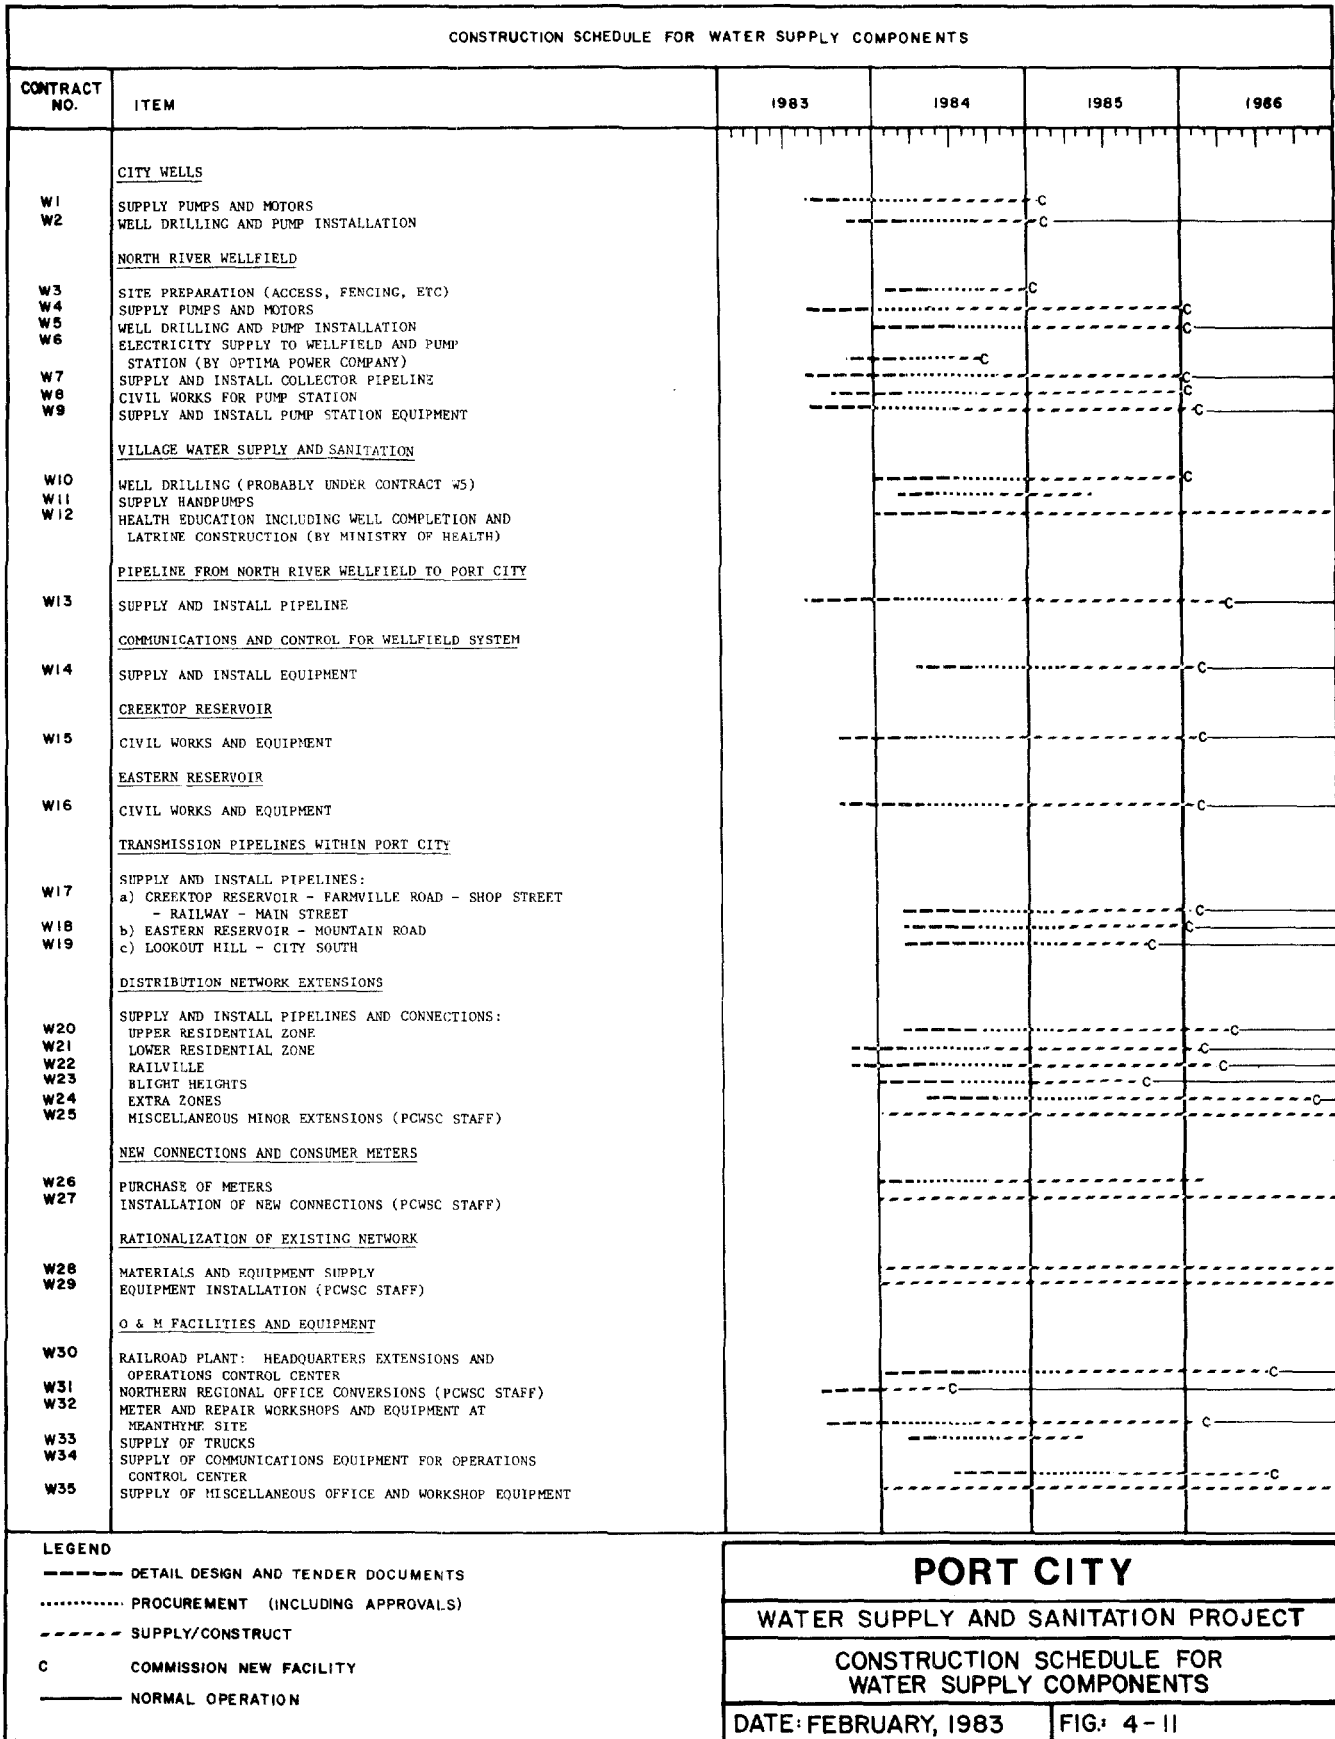 CONSTRUCTION SCHEDULE FOR WATER SUPPLY COMPONENTS
CONTRACT NO. ITEM 1983 1984 1985 1986
CITY WELLS
W1 SUPPLY PUMPS AND MOTORS C
W2 WELL DRILLING AND PUMP INSTALLATION C
NORTH RIVER WELLFIELD
W3 SITE PREPARATION (ACCESS, FENCING, ETC) C
W4 SUPPLY PUMPS AND MOTORS C
W5 WELL DRILLING AND PUMP INSTALLATION C
W6 ELECTRICITY SUPPLY TO WELLFIELD AND PUMP
STATION (BY OPTIMA POWER COMPANY) C
W7 SUPPLY AND INSTALL COLLECTOR PIPELINE C
W8 CIVIL WORKS FOR PUMP STATION C
W9 SUPPLY AND INSTALL PUMP STATION EQUIPMENT C
VILLAGE WATER SUPPLY AND SANITATION
W10 WELL DRILLING (PROBABLY UNDER CONTRACT W5) C
W11 SUPPLY HANDPUMPS
W12 HEALTH EDUCATION INCLUDING WELL COMPLETION AND
LATRINE CONSTRUCTION (BY MINISTRY OF HEALTH)
PIPELINE FROM NORTH RIVER WELLFIELD TO PORT CITY
W13 SUPPLY AND INSTALL PIPELINE C
COMMUNICATIONS AND CONTROL FOR WELLFIELD SYSTEM
W14 SUPPLY AND INSTALL EQUIPMENT C
CREEKTOP RESERVOIR
W15 CIVIL WORKS AND EQUIPMENT C
EASTERN RESERVOIR
W16 CIVIL WORKS AND EQUIPMENT C
TRANSMISSION PIPELINES WITHIN PORT CITY
SUPPLY AND INSTALL PIPELINES:
W17 a) CREEKTOP RESERVOIR - FARMVILLE ROAD - SHOP STREET
- RAILWAY - MAIN STREET C
W18 b) EASTERN RESERVOIR - MOUNTAIN ROAD C
W19 c) LOOKOUT HILL - CITY SOUTH C
DISTRIBUTION NETWORK EXTENSIONS
SUPPLY AND INSTALL PIPELINES AND CONNECTIONS:
W20 UPPER RESIDENTIAL ZONE C
W21 LOWER RESIDENTIAL ZONE C
W22 RAILVILLE C
W23 BLIGHT HEIGHTS C
W24 EXTRA ZONES C
W25 MISCELLANEOUS MINOR EXTENSIONS (PCWSC STAFF)
NEW CONNECTIONS AND CONSUMER METERS
W26 PURCHASE OF METERS
W27 INSTALLATION OF NEW CONNECTIONS (PCWSC STAFF)
RATIONALIZATION OF EXISTING NETWORK
W28 MATERIALS AND EQUIPMENT SUPPLY
W29 EQUIPMENT INSTALLATION (PCWSC STAFF)
O & M FACILITIES AND EQUIPMENT
W30 RAILROAD PLANT: HEADQUARTERS EXTENSIONS AND
OPERATIONS CONTROL CENTER C
W31 NORTHERN REGIONAL OFFICE CONVERSIONS (PCWSC STAFF) C
W32 METER AND REPAIR WORKSHOPS AND EQUIPMENT AT
MEANTHYME SITE C
W33 SUPPLY OF TRUCKS
W34 SUPPLY OF COMMUNICATIONS EQUIPMENT FOR OPERATIONS
CONTROL CENTER C
W35 SUPPLY OF MISCELLANEOUS OFFICE AND WORKSHOP EQUIPMENT
LEGEND
DETAIL DESIGN AND TENDER DOCUMENTS
PROCUREMENT (INCLUDING APPROVALS)
SUPPLY/CONSTRUCT
C COMMISSION NEW FACILITY
NORMAL OPERATION
PORT CITY
WATER SUPPLY AND SANITATION PROJECT
CONSTRUCTION SCHEDULE FOR
WATER SUPPLY COMPONENTS
DATE: FEBRUARY, 1983 FIG: 4-11